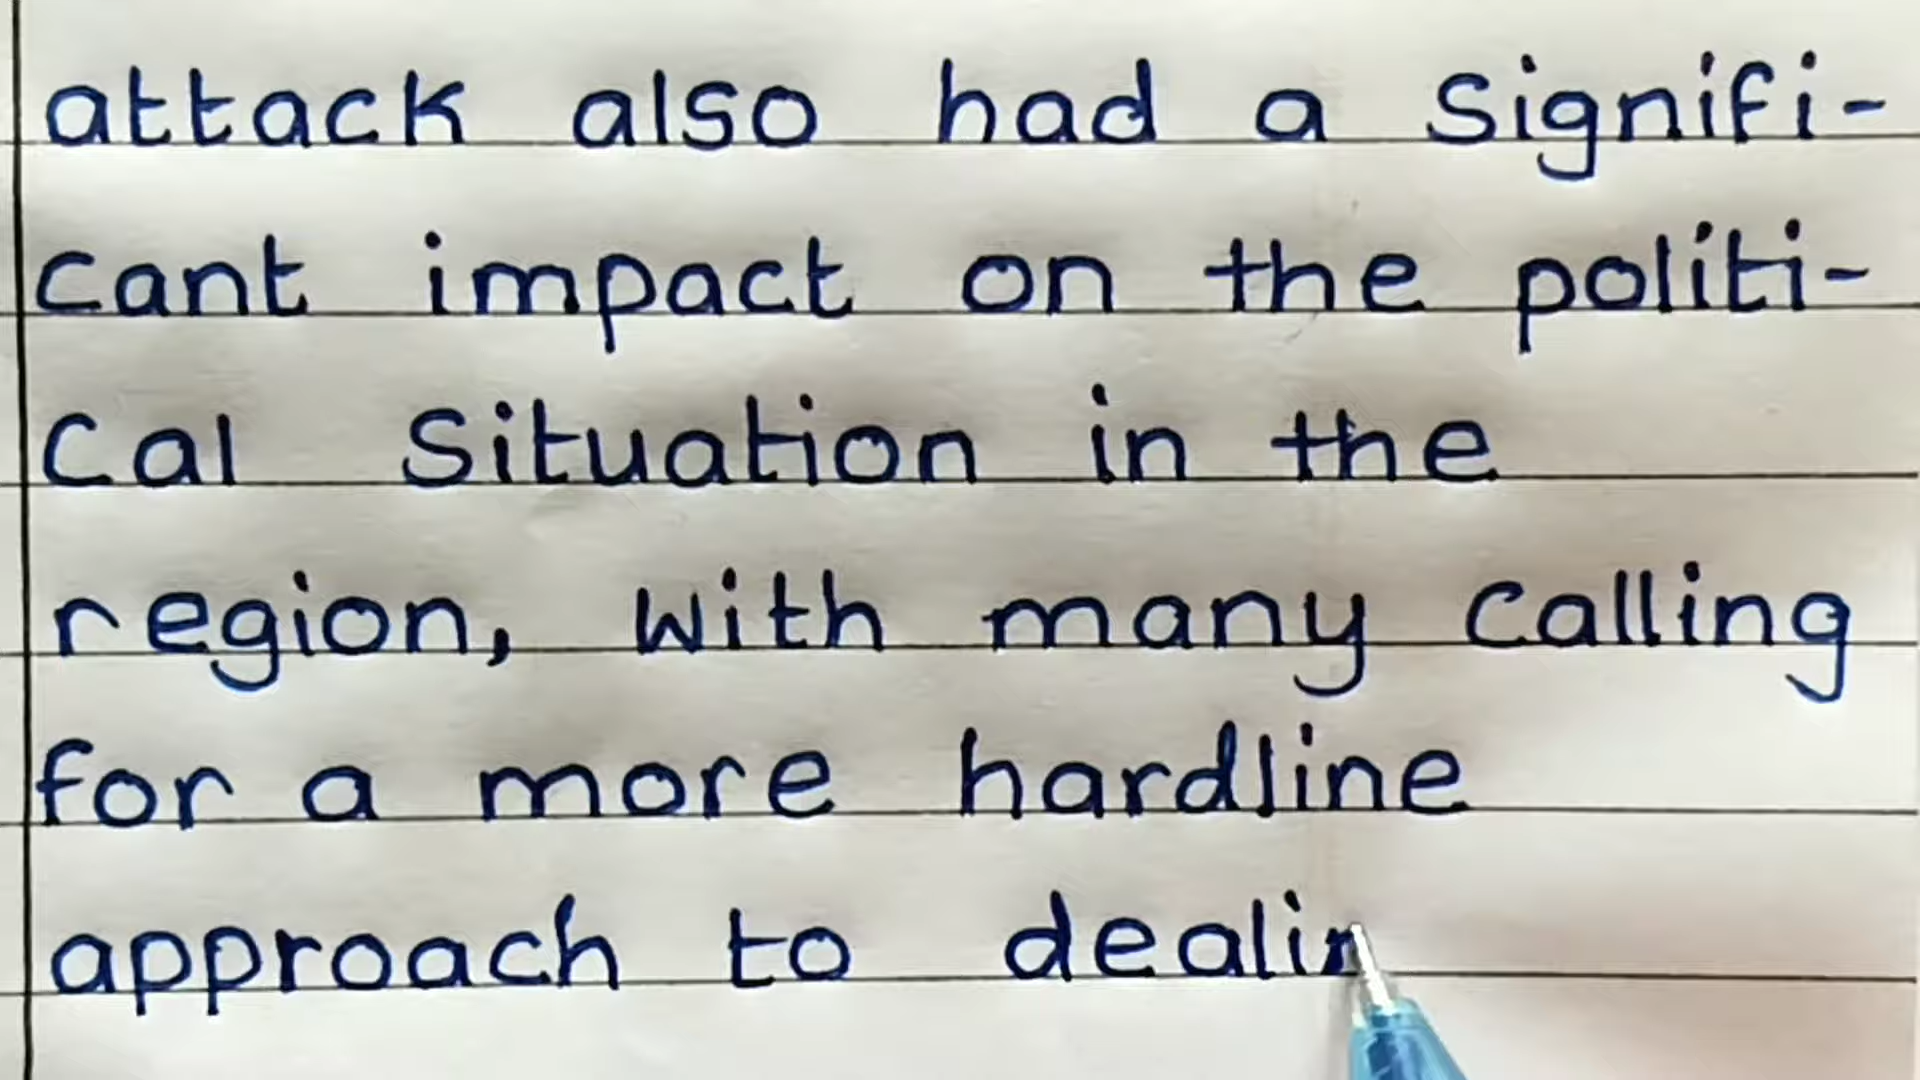 attack also had a signifi-
cant impact on the politi-
cal situation in the
region, with many calling
for a more hardline
approach to dealin